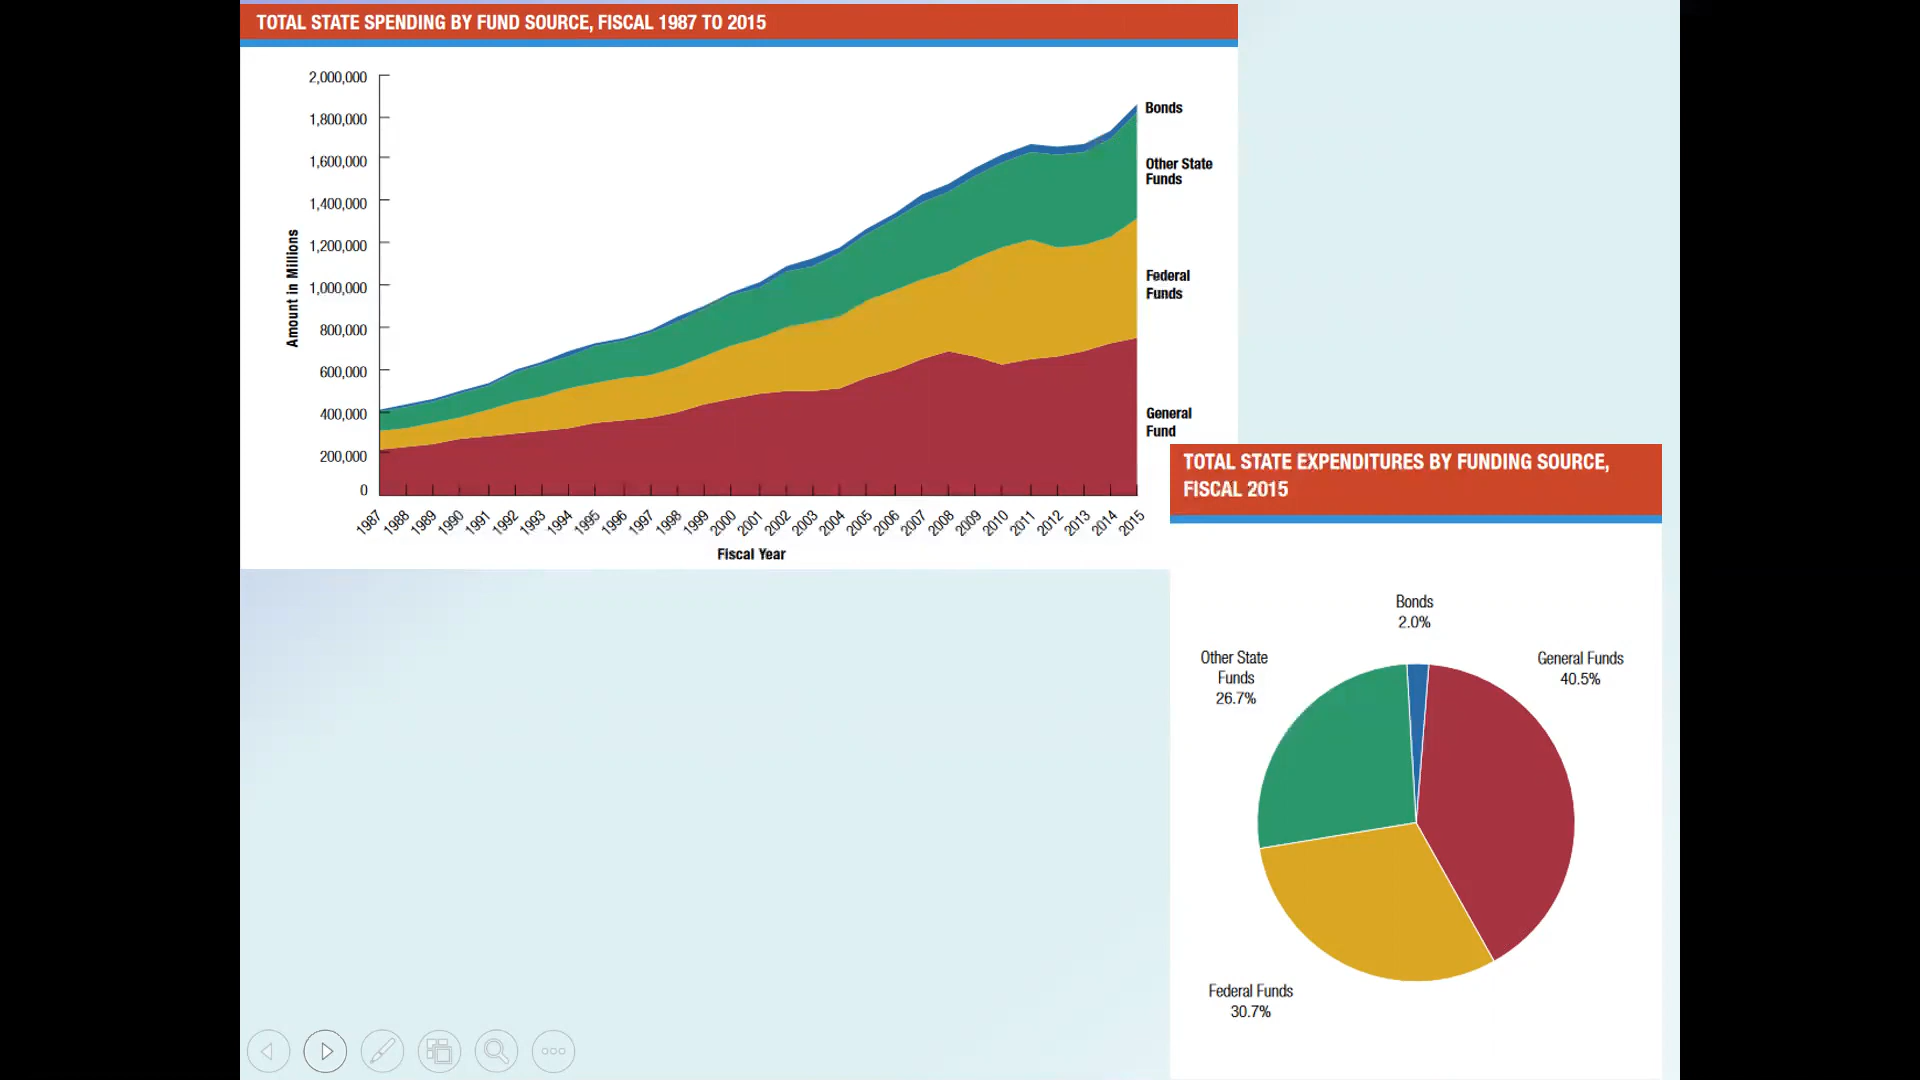 TOTAL STATE SPENDING BY FUND SOURCE, FISCAL 1987 TO 2015
2,000,000
1,800,000
1,600,000
1,400,000
1,200,000
1,000,000
800,000
600,000
400,000
200,000
0
Amount in Millions
Bonds
Other State
Funds
Federal
Funds
General
Fund
1987 1988 1989 1990 1991 1992 1993 1994 1995 1996 1997 1998 1999 2000 2001 2002 2003 2004 2005 2006 2007 2008 2009 2010 2011 2012 2013 2014 2015
Fiscal Year
TOTAL STATE EXPENDITURES BY FUNDING SOURCE,
FISCAL 2015
Bonds
2.0%
Other State
Funds
26.7%
General Funds
40.5%
Federal Funds
30.7%